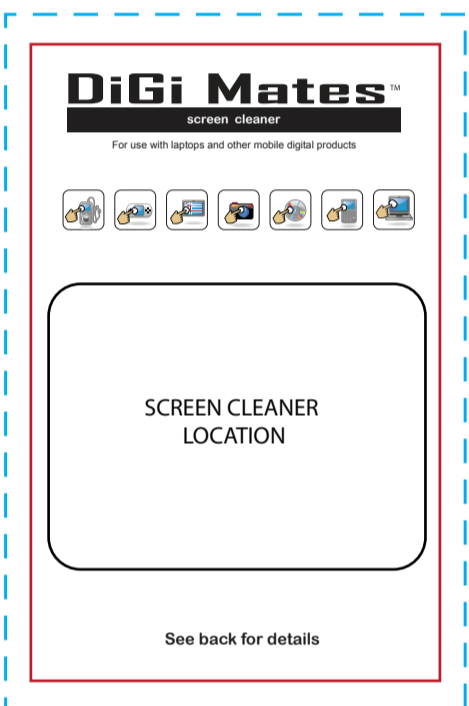 DiGi Mates™
screen cleaner
For use with laptops and other mobile digital products
SCREEN CLEANER
LOCATION
See back for details